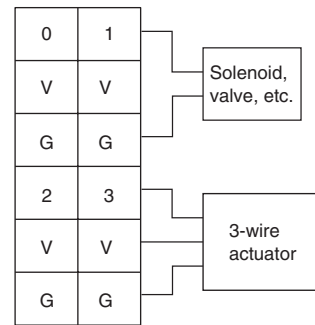 0 1
V V
G G
2 3
V V
G G
Solenoid,
valve, etc.
3-wire
actuator